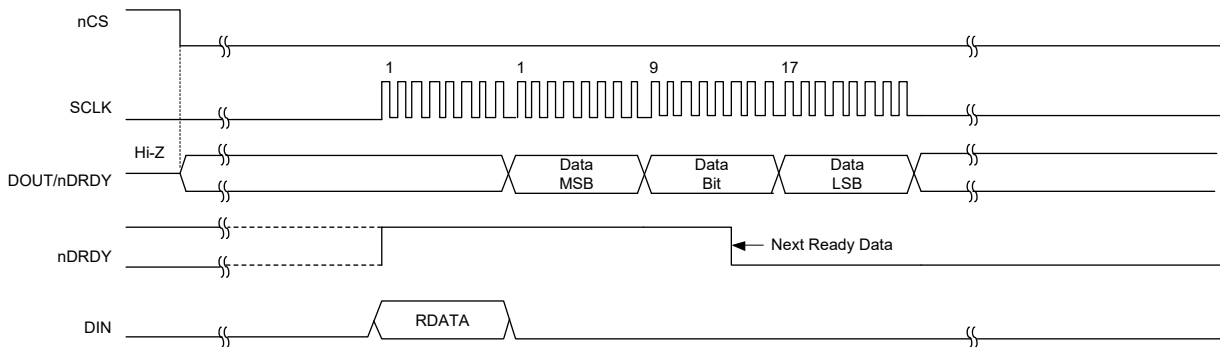 nCS
1 1 9 17
SCLK
Hi-Z
DOUT/nDRDY
Data MSB
Data Bit
Data LSB
nDRDY
Next Ready Data
DIN
RDATA